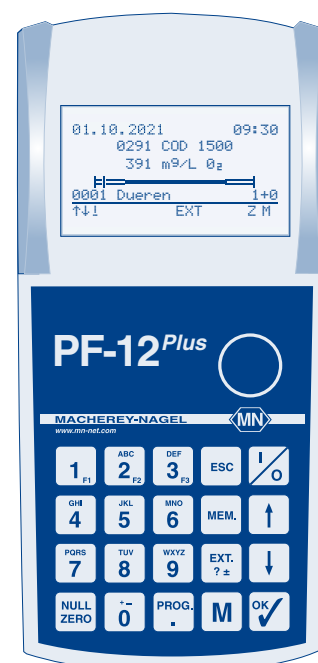 01.10.2021 09:30
0291 COD 1500
391 mg/L O₂
0001 Dueren 1+0
↑↓! EXT Z M
PF-12 Plus
MACHEREY-NAGEL MN
www.mn-net.com
1 F1 ABC 2 F2 DEF 3 F3 ESC I/O
GHI 4 JKL 5 MNO 6 MEM. ↑
PQRS 7 TUV 8 WXYZ 9 EXT. ? ± ↓
NULL ZERO +− 0 PROG. . M OK